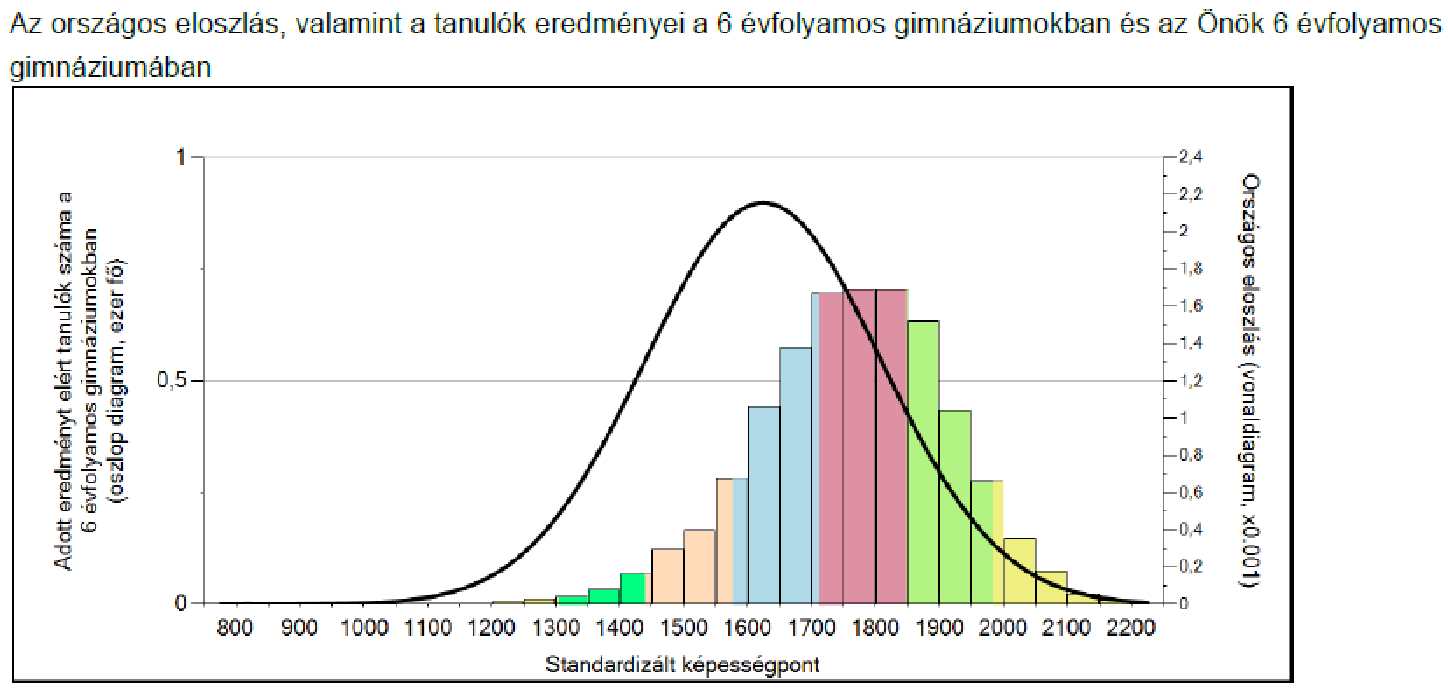 Az országos eloszlás, valamint a tanulók eredményei a 6 évfolyamos gimnáziumokban és az Önök 6 évfolyamos
gimnáziumában
Adott eredményt elért tanulók száma a
6 évfolyamos gimnáziumokban
(oszlop diagram, ezer fő)
1
0,5
0
2,4
2,2
2
1,8
1,6
1,4
1,2
1
0,8
0,6
0,4
0,2
0
Országos eloszlás (vonaldiagram, x0.001)
800 900 1000 1100 1200 1300 1400 1500 1600 1700 1800 1900 2000 2100 2200
Standardizált képességpont